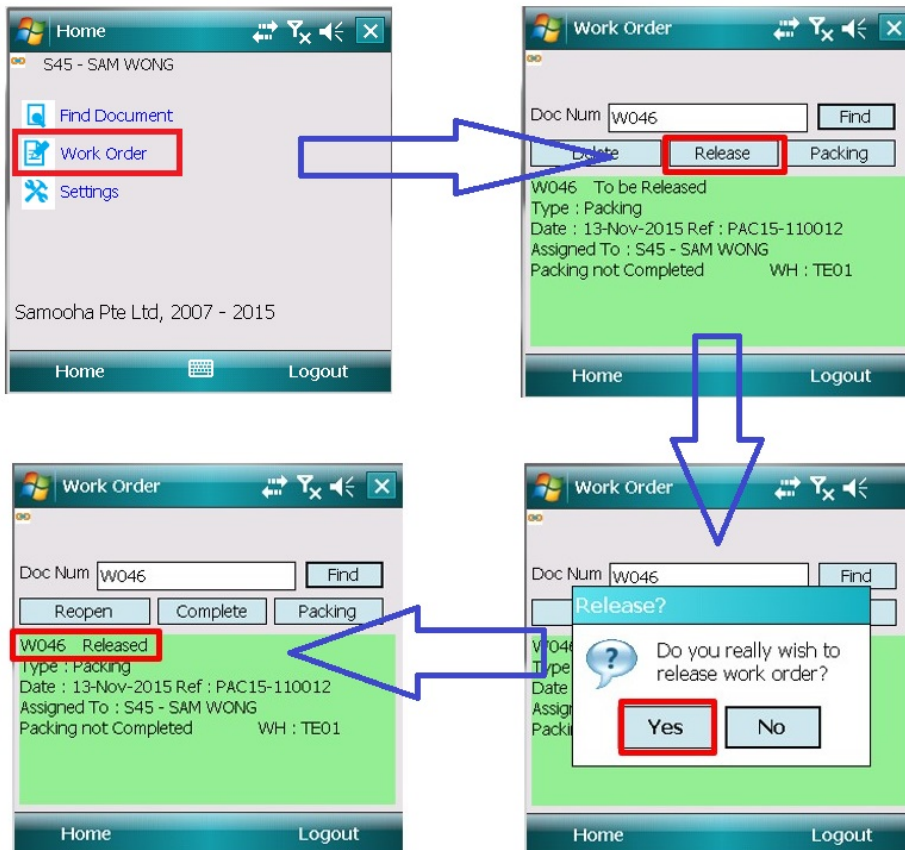 Home
S45 - SAM WONG
Find Document
Work Order
Settings
Samooha Pte Ltd, 2007 - 2015
Home Logout
Work Order
Doc Num W046 Find
Delete Release Packing
W046 To be Released
Type : Packing
Date : 13-Nov-2015 Ref : PAC15-110012
Assigned To : S45 - SAM WONG
Packing not Completed WH : TE01
Home Logout
Work Order
Doc Num W046 Find
Release?
Do you really wish to
release work order?
Yes No
W046
Type
Date
Assign
Packi
Home Logout
Work Order
Doc Num W046 Find
Reopen Complete Packing
W046 Released
Type : Packing
Date : 13-Nov-2015 Ref : PAC15-110012
Assigned To : S45 - SAM WONG
Packing not Completed WH : TE01
Home Logout